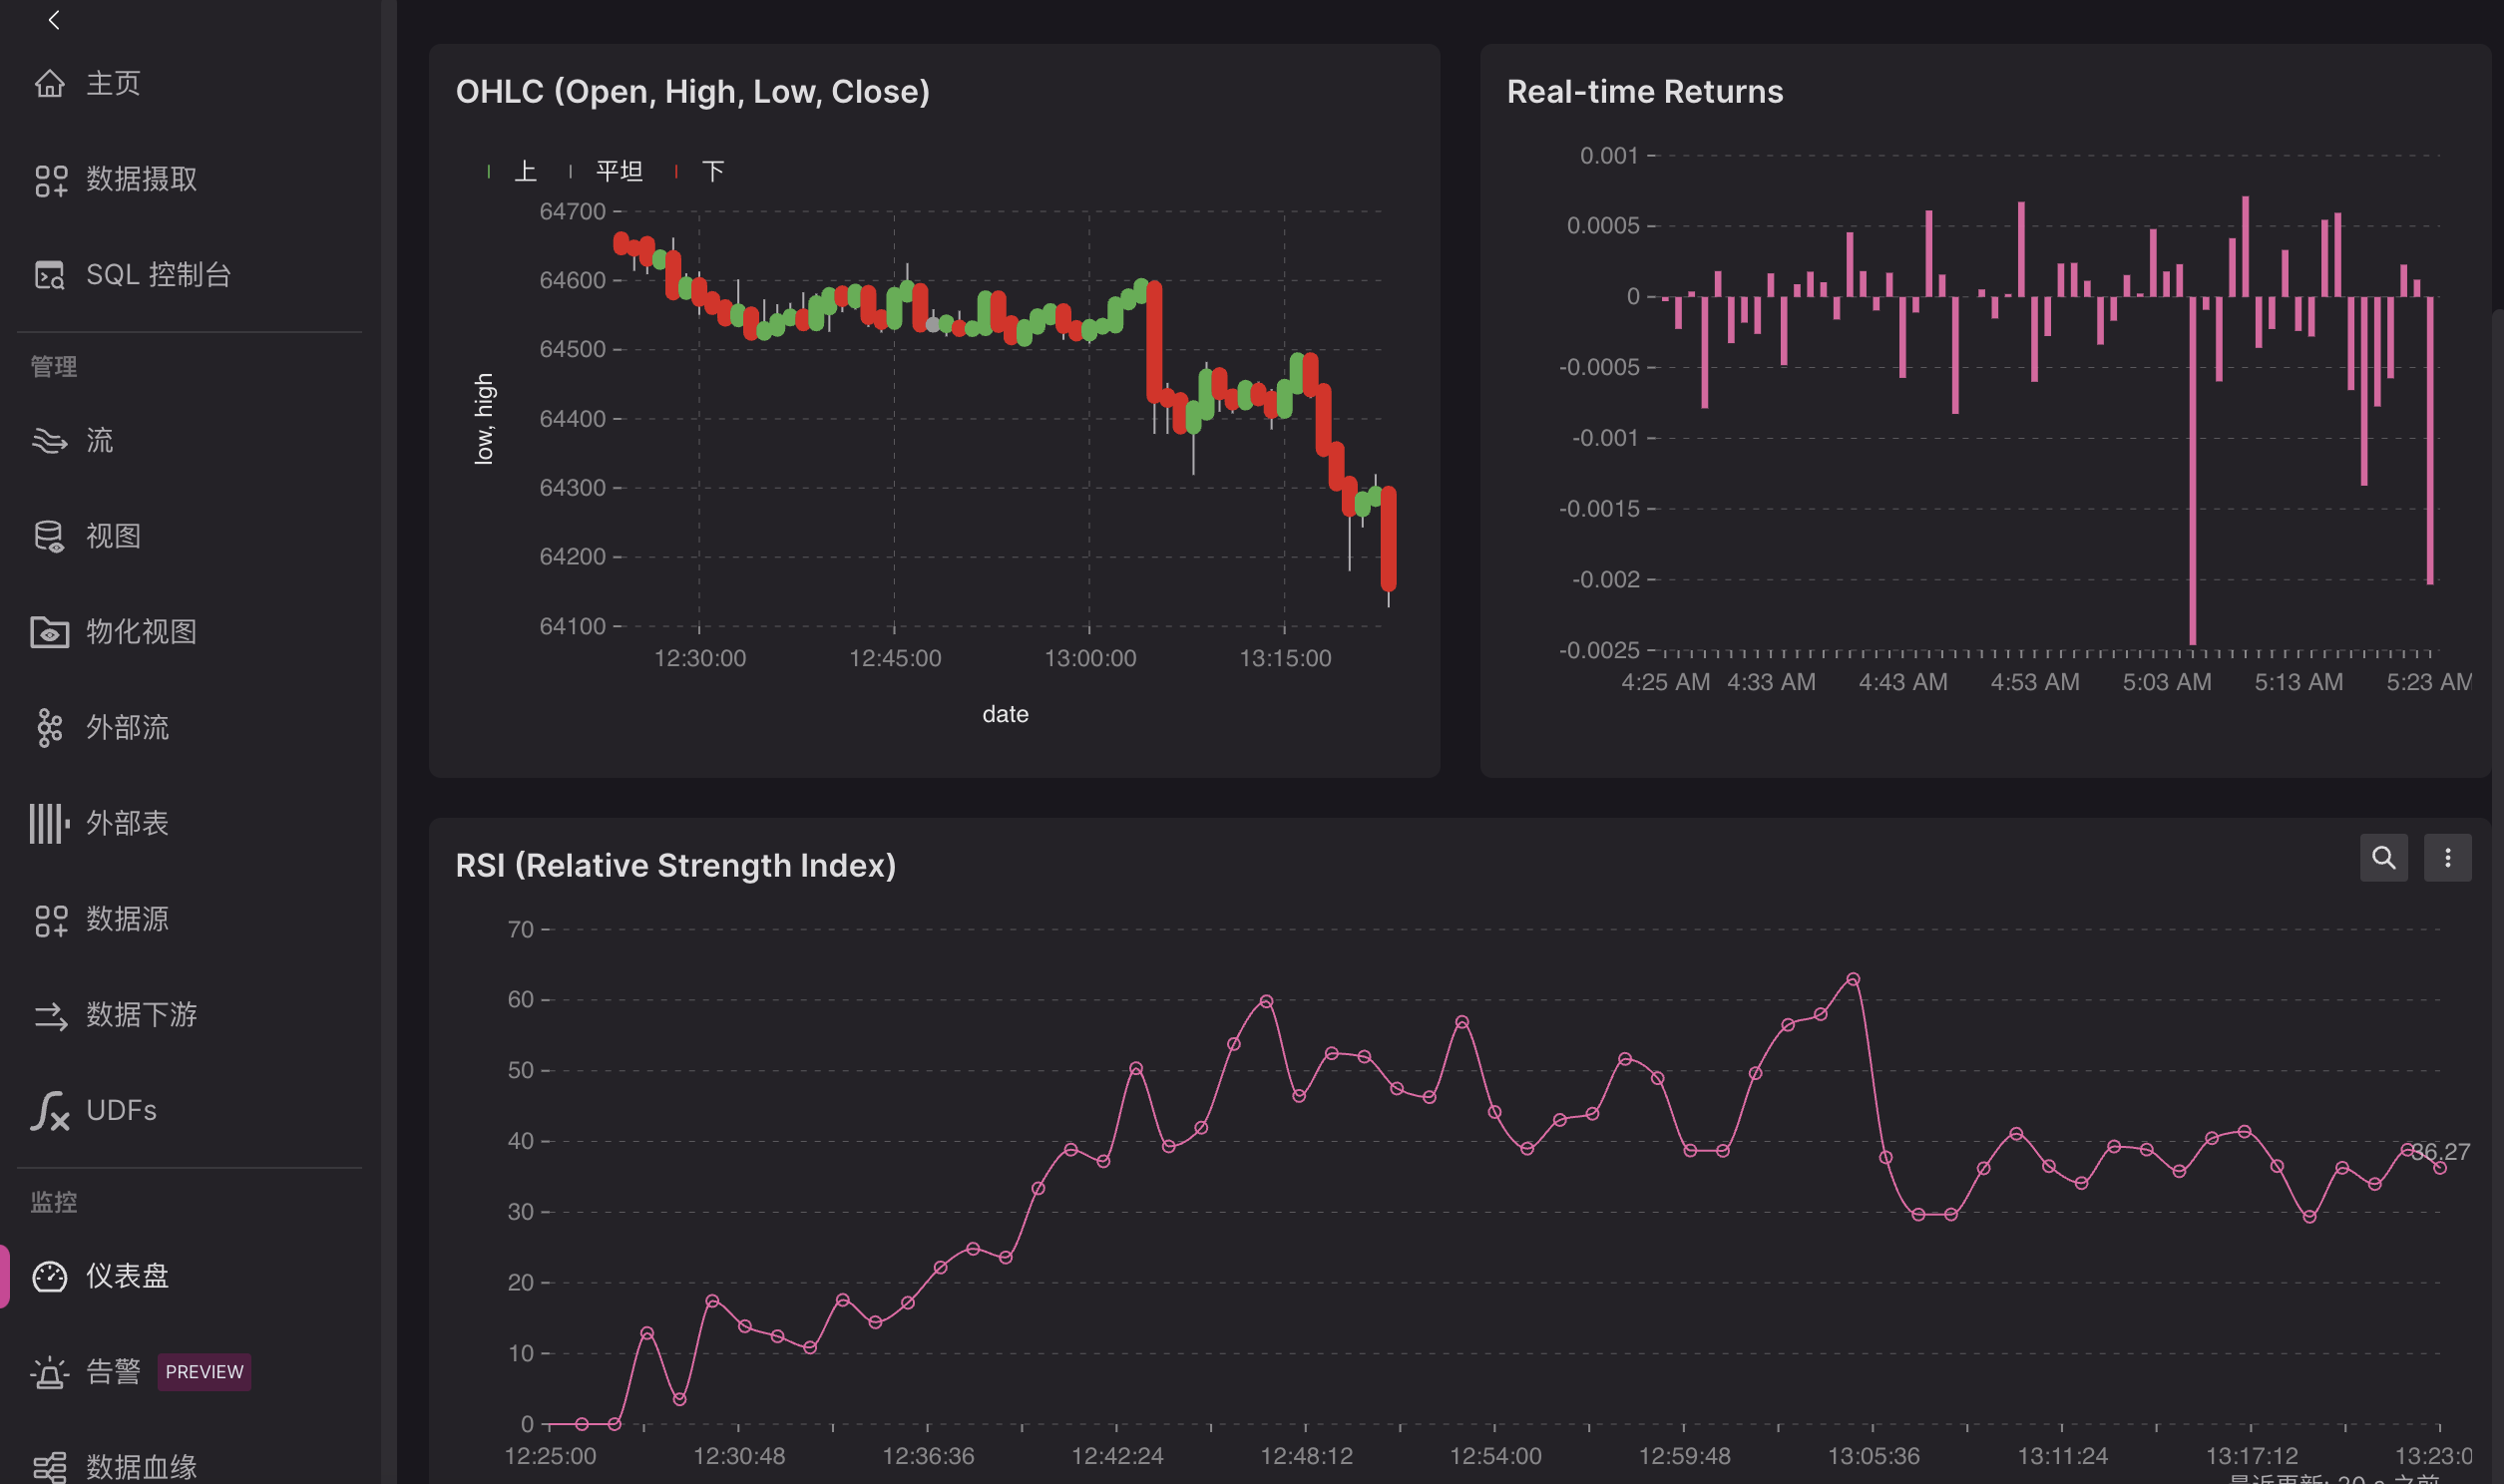 主页
数据摄取
SQL 控制台
管理
流
视图
物化视图
外部流
外部表
数据源
数据下游
UDFs
监控
仪表盘
告警 PREVIEW
数据血缘
OHLC (Open, High, Low, Close)
上 平坦 下
64700
64600
64500
64400
64300
64200
64100
low, high
12:30:00 12:45:00 13:00:00 13:15:00
date
Real-time Returns
0.001
0.0005
0
-0.0005
-0.001
-0.0015
-0.002
-0.0025
4:25 AM 4:33 AM 4:43 AM 4:53 AM 5:03 AM 5:13 AM 5:23 AM
RSI (Relative Strength Index)
70
60
50
40
30
20
10
0
36.27
12:25:00 12:30:48 12:36:36 12:42:24 12:48:12 12:54:00 12:59:48 13:05:36 13:11:24 13:17:12 13:23:0
最近更新: 20 s 之前